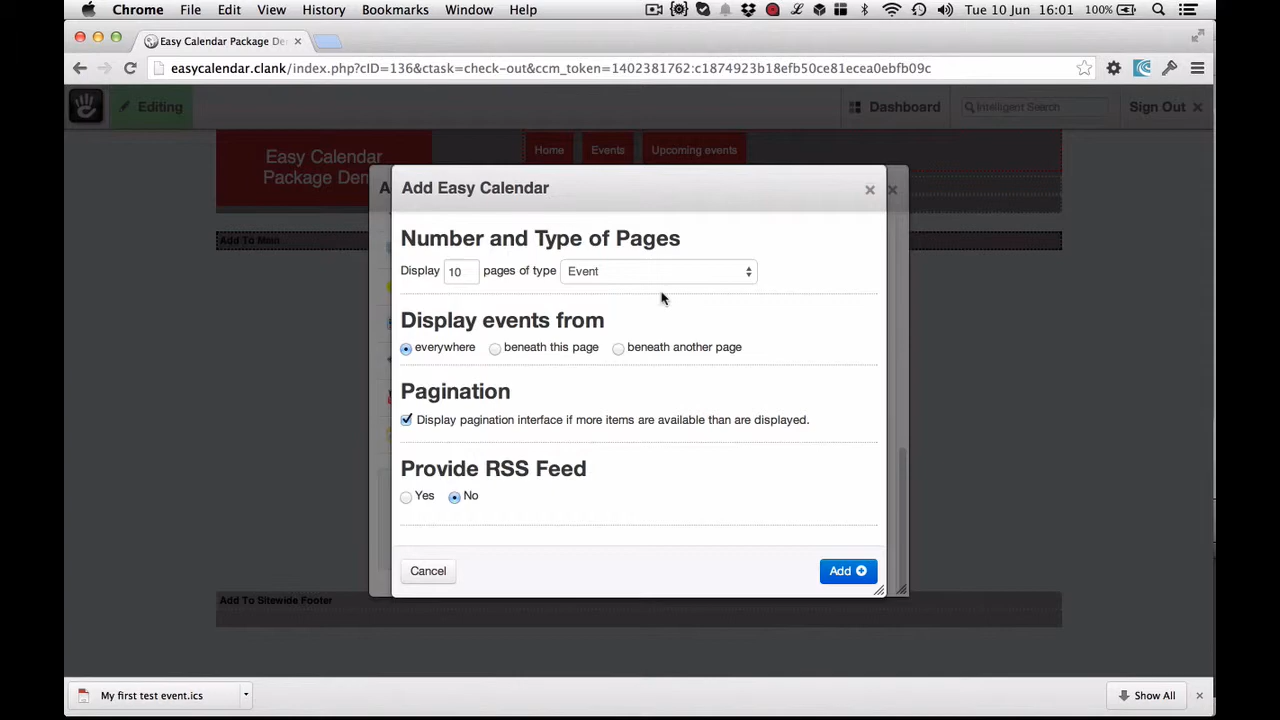 Chrome File Edit View History Bookmarks Window Help Tue 10 Jun 16:01 100%
Easy Calendar Package De
easycalendar.clank/index.php?cID=136&ctask=check-out&ccm_token=1402381762:c1874923b18efb50ce81ecea0ebfb09c
Editing Dashboard Intelligent Search Sign Out
Easy Calendar
Package Dem
Home Events Upcoming events
A
Add Easy Calendar
Number and Type of Pages
Add To Main
Display 10 pages of type Event
Display events from
everywhere beneath this page beneath another page
Pagination
Display pagination interface if more items are available than are displayed.
Provide RSS Feed
Yes No
Cancel Add
Add To Sitewide Footer
My first test event.ics Show All